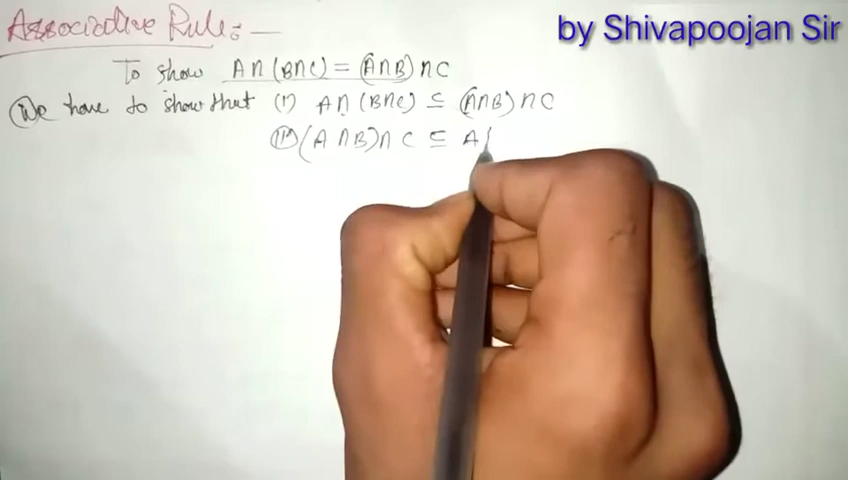 Associative Rule:-
by Shivapoojan Sir
To show A∩(B∩C) = (A∩B)∩C
We have to show that (i) A∩(B∩C) ⊆ (A∩B)∩C
(ii) (A∩B)∩C ⊆ A